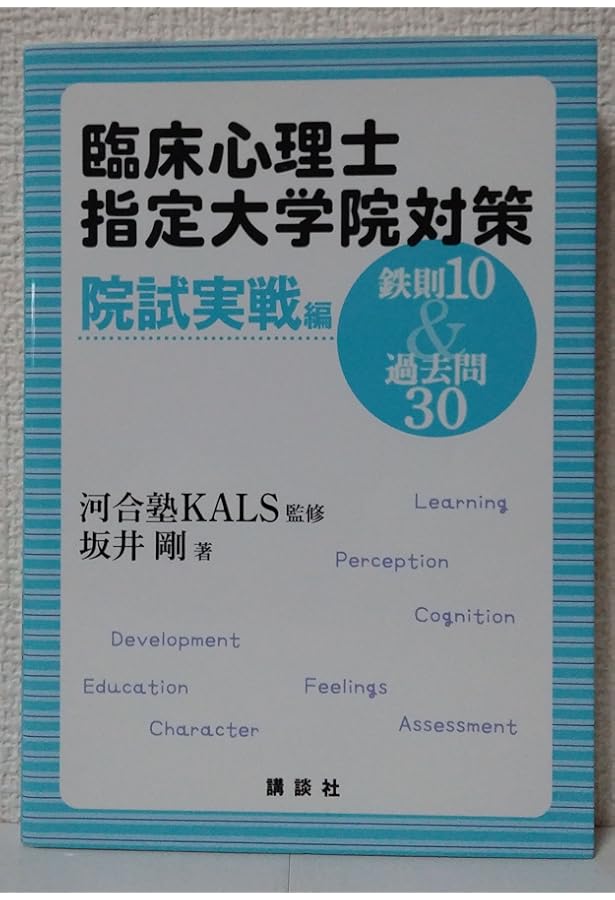 臨床心理士
指定大学院対策
院試実戦編
鉄則10
&
過去問
30
河合塾KALS 監修
坂井 剛 著
Learning
Perception
Cognition
Development
Education
Feelings
Character
Assessment
講談社